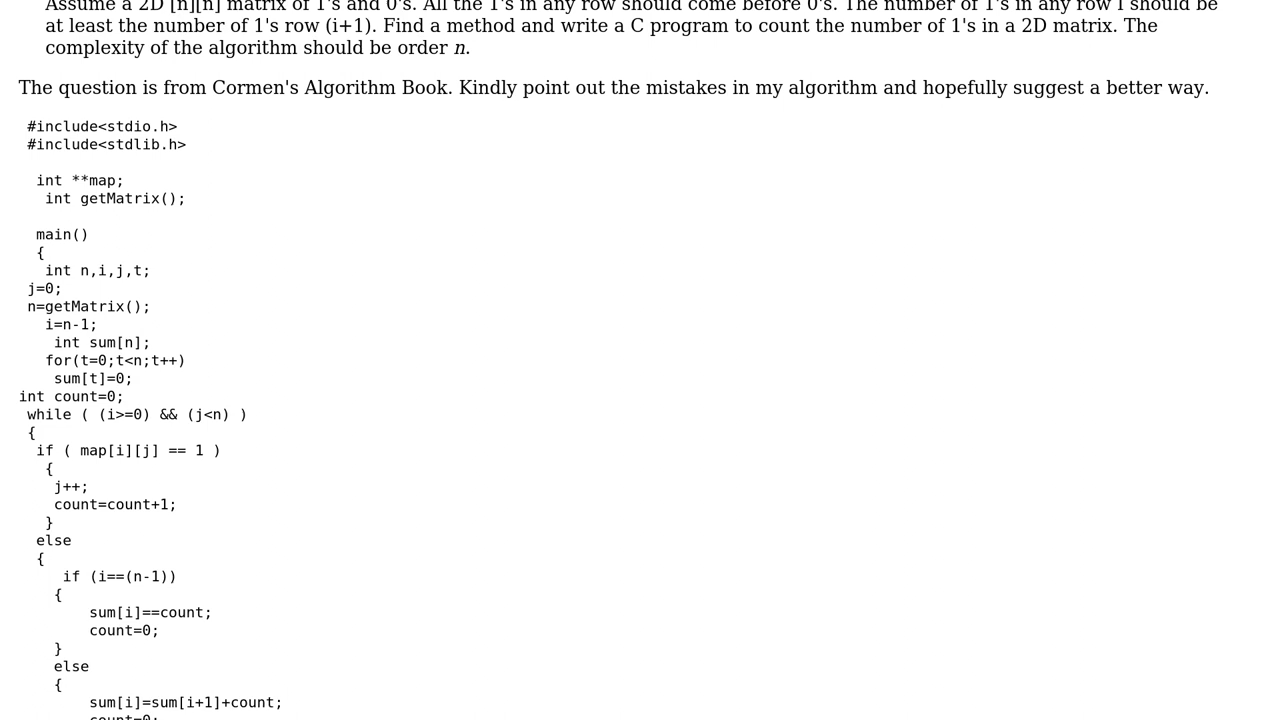 Assume a 2D [n][n] matrix of 1's and 0's. All the 1's in any row should come before 0's. The number of 1's in any row I should be
at least the number of 1's row (i+1). Find a method and write a C program to count the number of 1's in a 2D matrix. The
complexity of the algorithm should be order n.
The question is from Cormen's Algorithm Book. Kindly point out the mistakes in my algorithm and hopefully suggest a better way.
#include<stdio.h>
#include<stdlib.h>
int **map;
int getMatrix();
main()
{
int n,i,j,t;
j=0;
n=getMatrix();
i=n-1;
int sum[n];
for(t=0;t<n;t++)
sum[t]=0;
int count=0;
while ( (i>=0) && (j<n) )
{
if ( map[i][j] == 1 )
{
j++;
count=count+1;
}
else
{
if (i==(n-1))
{
sum[i]==count;
count=0;
}
else
{
sum[i]=sum[i+1]+count;
count=0;